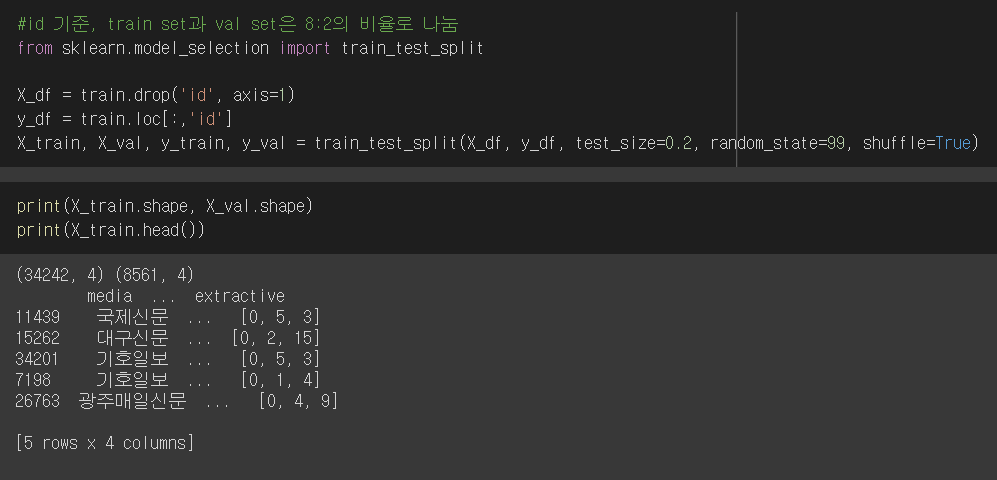 #id 기준, train set과 val set은 8:2의 비율로 나눔
from sklearn.model_selection import train_test_split
X_df = train.drop('id', axis=1)
y_df = train.loc[:,'id']
X_train, X_val, y_train, y_val = train_test_split(X_df, y_df, test_size=0.2, random_state=99, shuffle=True)
print(X_train.shape, X_val.shape)
print(X_train.head())
(34242, 4) (8561, 4)
media ... extractive
11439 국제신문 ... [0, 5, 3]
15262 대구신문 ... [0, 2, 15]
34201 기호일보 ... [0, 5, 3]
7198 기호일보 ... [0, 1, 4]
26763 광주매일신문 ... [0, 4, 9]
[5 rows x 4 columns]